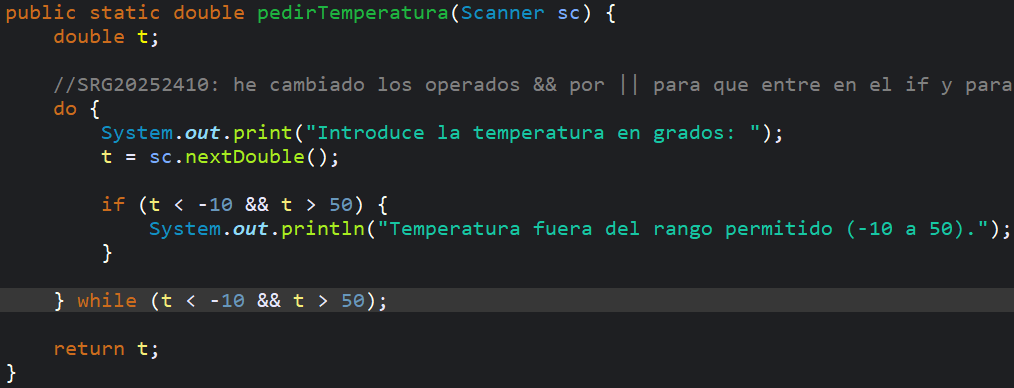 public static double pedirTemperatura(Scanner sc) {
    double t;

    //SRG20252410: he cambiado los operados && por || para que entre en el if y para
    do {
        System.out.print("Introduce la temperatura en grados: ");
        t = sc.nextDouble();

        if (t < -10 && t > 50) {
            System.out.println("Temperatura fuera del rango permitido (-10 a 50).");
        }

    } while (t < -10 && t > 50);

    return t;
}